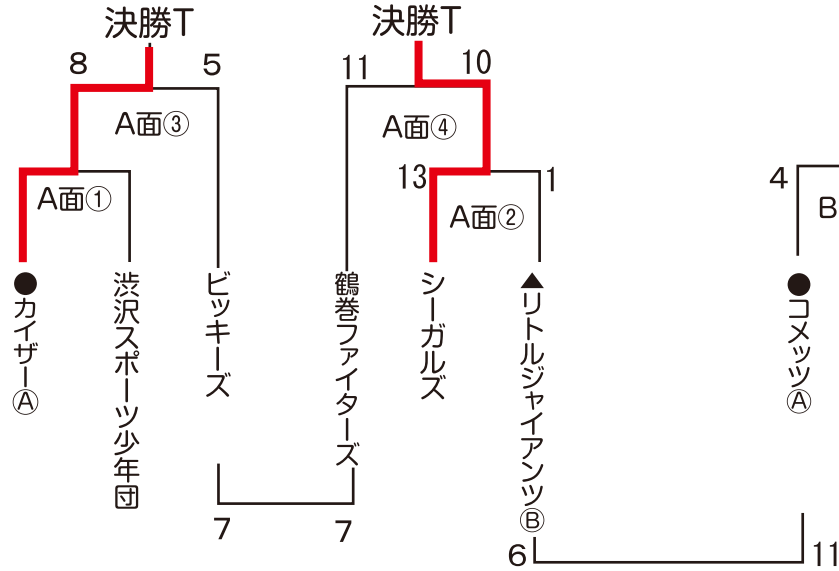 決勝T
決勝T
8
5
11
10
A面③
A面④
13
1
4
A面①
A面②
B
●カイザーⒶ
渋沢スポーツ少年団
ビッキーズ
鶴巻ファイターズ
シーガルズ
▲リトルジャイアンツⒷ
●コメッツⒶ
7
7
6
11